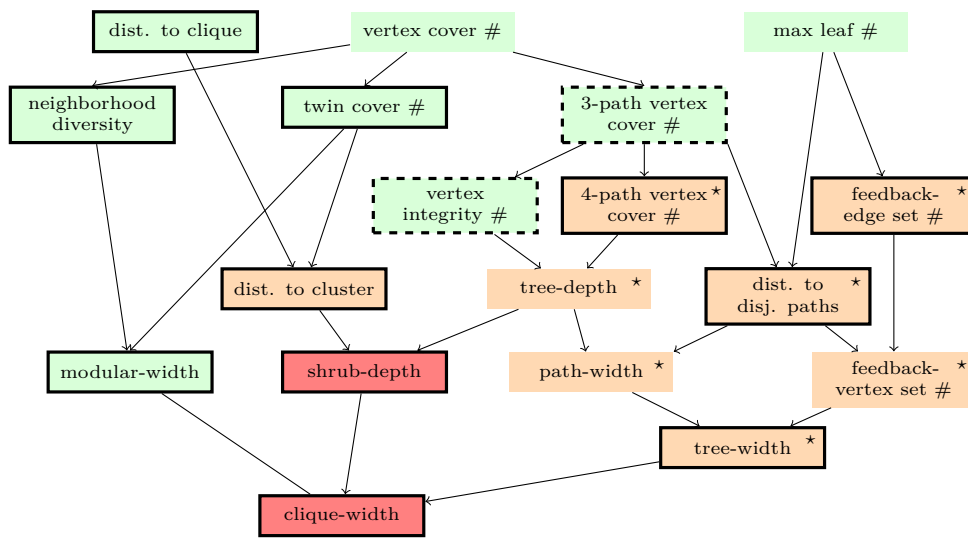 dist. to clique
vertex cover #
max leaf #
neighborhood
diversity
twin cover #
3-path vertex
cover #
vertex
integrity #
4-path vertex ⋆
cover #
feedback- ⋆
edge set #
dist. to cluster
tree-depth ⋆
dist. to ⋆
disj. paths
modular-width
shrub-depth
path-width ⋆
feedback- ⋆
vertex set #
tree-width ⋆
clique-width